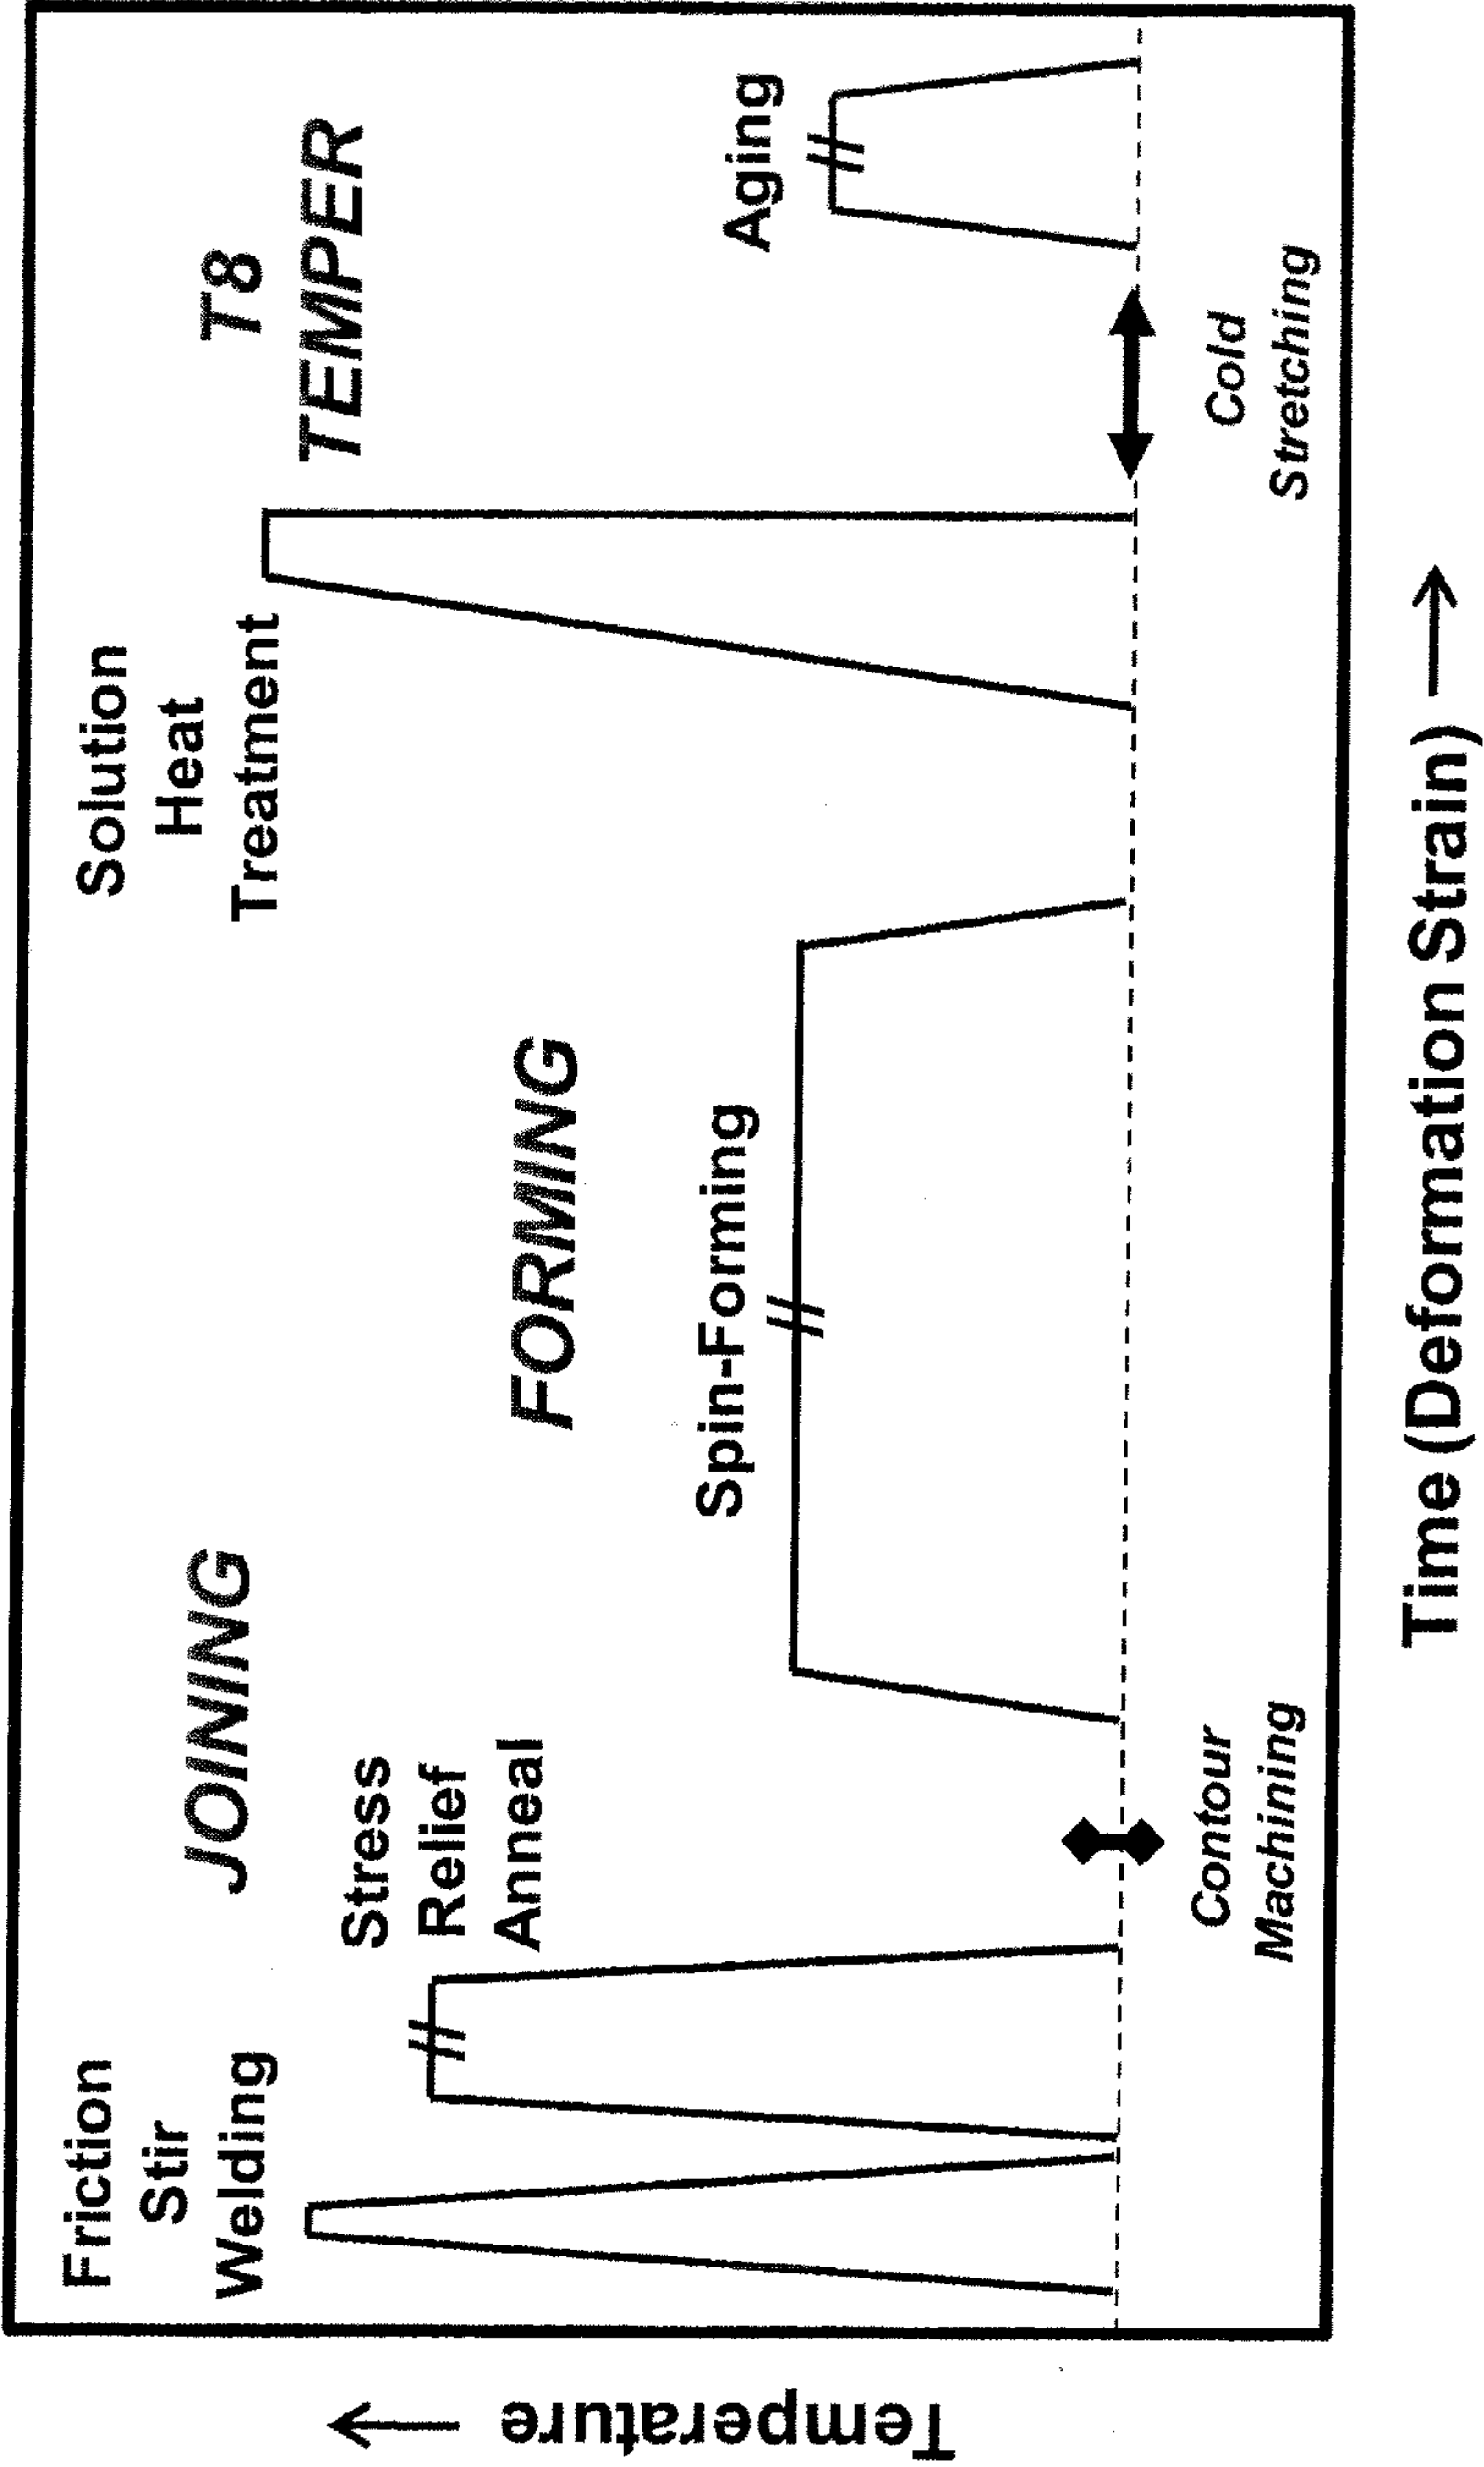 Friction
Stir
Welding
JOINING
Stress
Relief
Anneal
Contour
Machining
FORMING
Spin-Forming
Solution
Heat
Treatment
T8
TEMPER
Cold
Stretching
Aging
Temperature
Time (Deformation Strain)